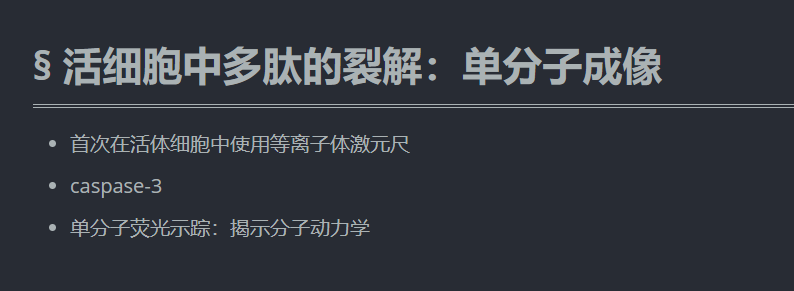 § 活细胞中多肽的裂解：单分子成像
• 首次在活体细胞中使用等离子体激元尺
• caspase-3
• 单分子荧光示踪：揭示分子动力学